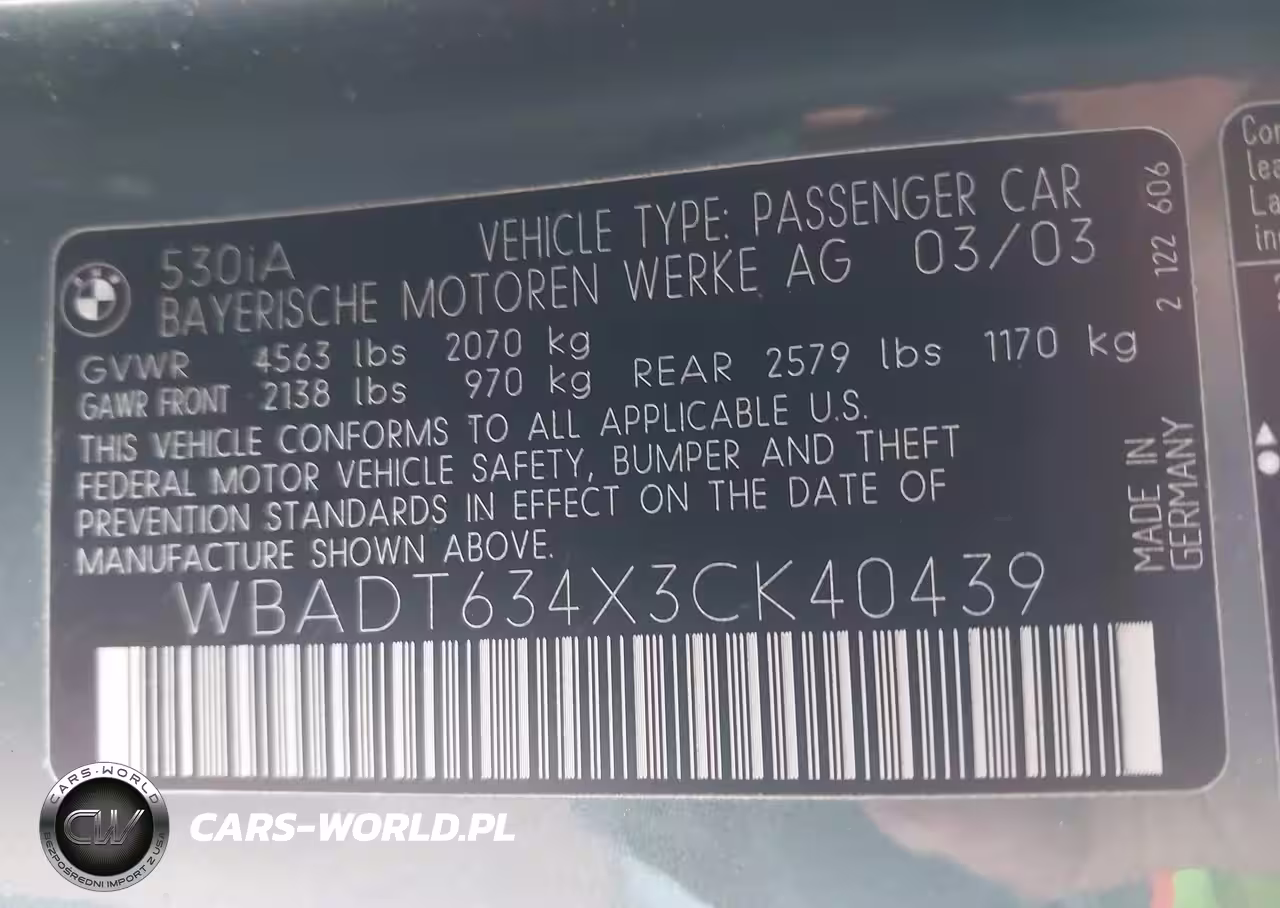 VEHICLE TYPE: PASSENGER CAR
530iA
BAYERISCHE MOTOREN WERKE AG 03/03
GVWR 4563 lbs 2070 kg
GAWR FRONT 2138 lbs 970 kg REAR 2579 lbs 1170 kg
THIS VEHICLE CONFORMS TO ALL APPLICABLE U.S.
FEDERAL MOTOR VEHICLE SAFETY, BUMPER AND THEFT
PREVENTION STANDARDS IN EFFECT ON THE DATE OF
MANUFACTURE SHOWN ABOVE.
WBADT634X3CK40439
2 122 606
MADE IN
GERMANY
CARS-WORLD
CW
BEZPOŚREDNI IMPORT Z USA
CARS-WORLD.PL